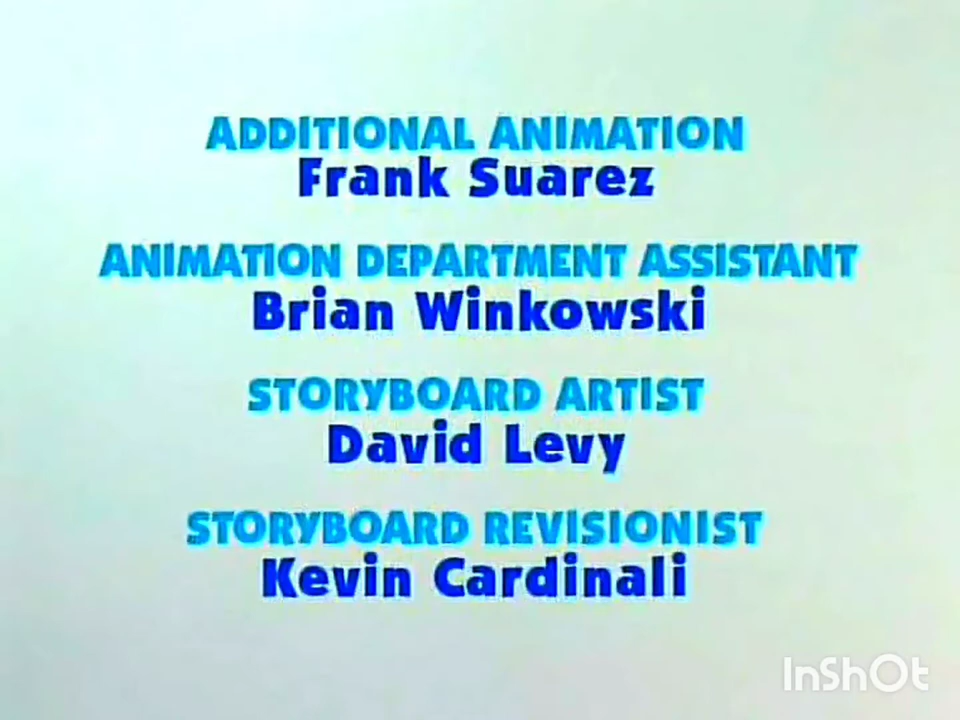 ADDITIONAL ANIMATION
Frank Suarez
ANIMATION DEPARTMENT ASSISTANT
Brian Winkowski
STORYBOARD ARTIST
David Levy
STORYBOARD REVISIONIST
Kevin Cardinali
InShOt